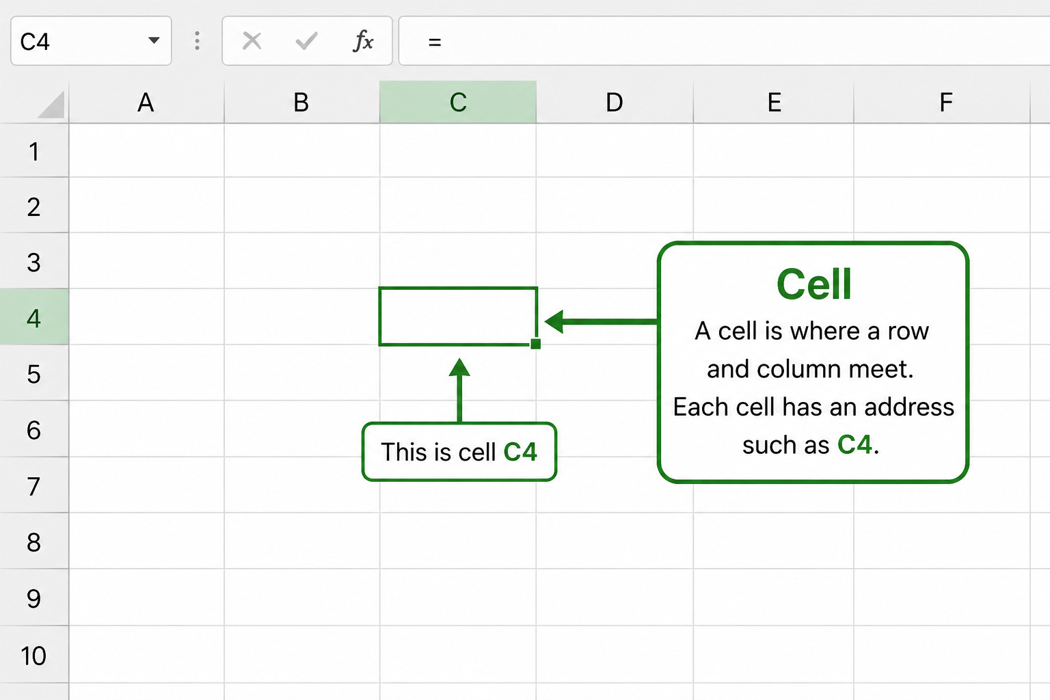 C4 fx =
A B C D E F
1
2
3
4
5
6
7
8
9
10
Cell
A cell is where a row
and column meet.
Each cell has an address
such as C4.
This is cell C4